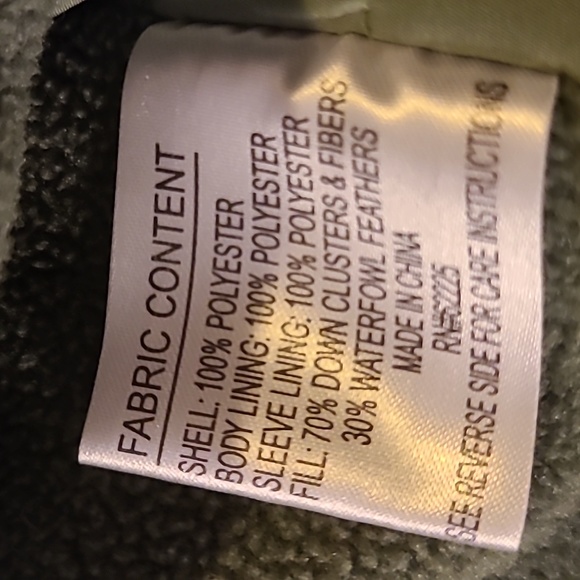 FABRIC CONTENT
SHELL: 100% POLYESTER
BODY LINING: 100% POLYESTER
SLEEVE LINING: 100% POLYESTER
FILL: 70% DOWN CLUSTERS & FIBERS
30% WATERFOWL FEATHERS
MADE IN CHINA
SEE REVERSE SIDE FOR CARE INSTRUCTIONS